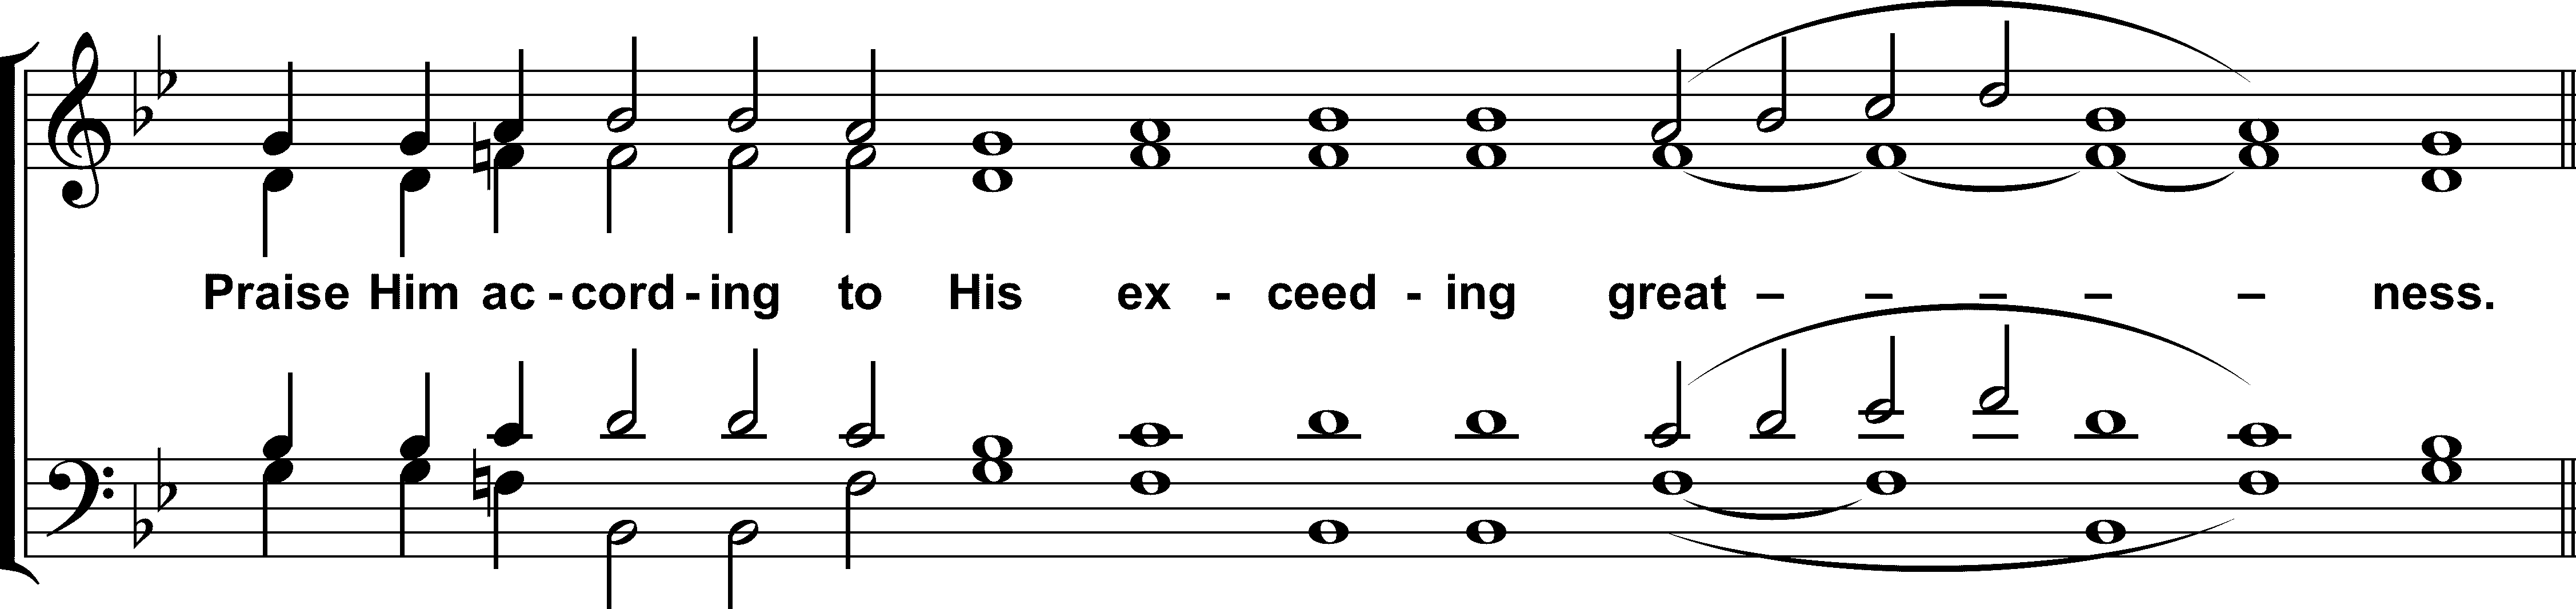 Praise Him ac - cord - ing to His ex - ceed - ing great – – – – – ness.